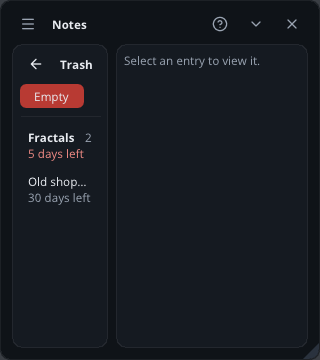 Notes
Trash
Select an entry to view it.
Empty
Fractals 2
5 days left
Old shop...
30 days left